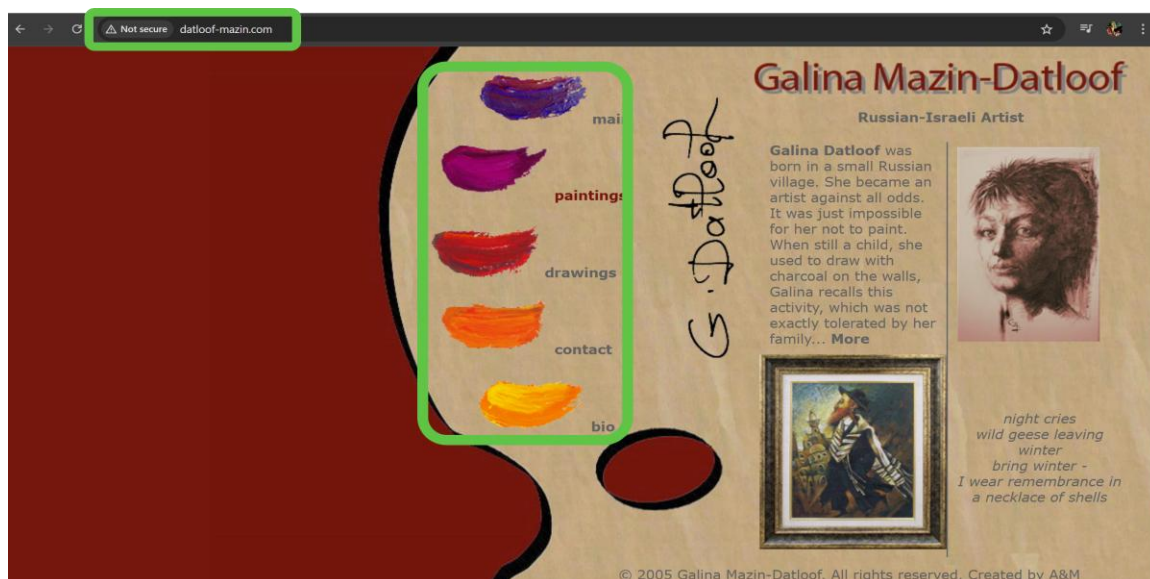 Not secure datloof-mazin.com
Galina Mazin-Datloof
Russian-Israeli Artist
mai
paintings
drawings
contact
bio
G. Datloof
Galina Datloof was
born in a small Russian
village. She became an
artist against all odds.
It was just impossible
for her not to paint.
When still a child, she
used to draw with
charcoal on the walls,
Galina recalls this
activity, which was not
exactly tolerated by her
family... More
night cries
wild geese leaving
winter
bring winter -
I wear remembrance in
a necklace of shells
© 2005 Galina Mazin-Datloof. All rights reserved. Created by A&M